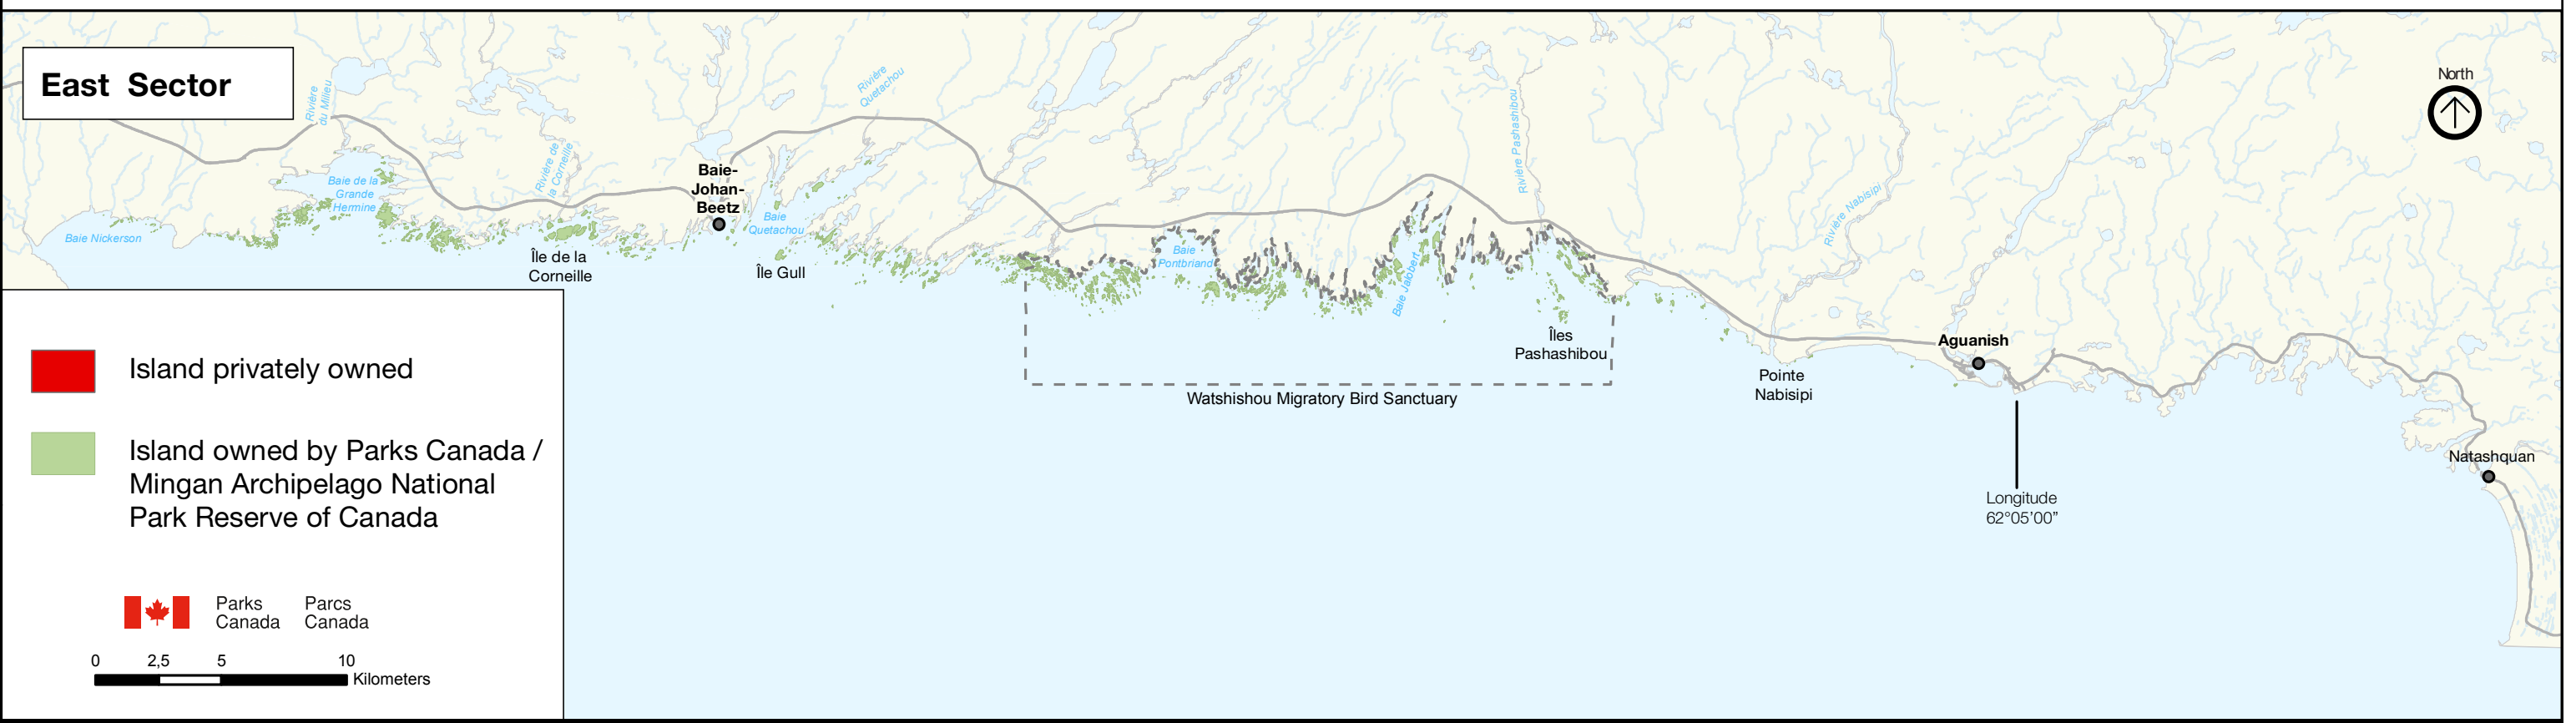 East Sector
North
Rivière
du Milieu
Rivière
Quetachou
Rivière Pashashibou
Rivière de
la Corneille
Baie-
Johan-
Beetz
Baie de la
Grande
Hermine
Rivière Nabisipi
Baie
Quetachou
Baie Nickerson
Île de la
Corneille
Île Gull
Baie
Pontbriand
Baie Jalobert
Îles
Pashashibou
Aguanish
Pointe
Nabisipi
Watshishou Migratory Bird Sanctuary
Natashquan
Longitude
62°05'00"
Island privately owned
Island owned by Parks Canada /
Mingan Archipelago National
Park Reserve of Canada
Parks
Canada
Parcs
Canada
0 2,5 5 10
Kilometers